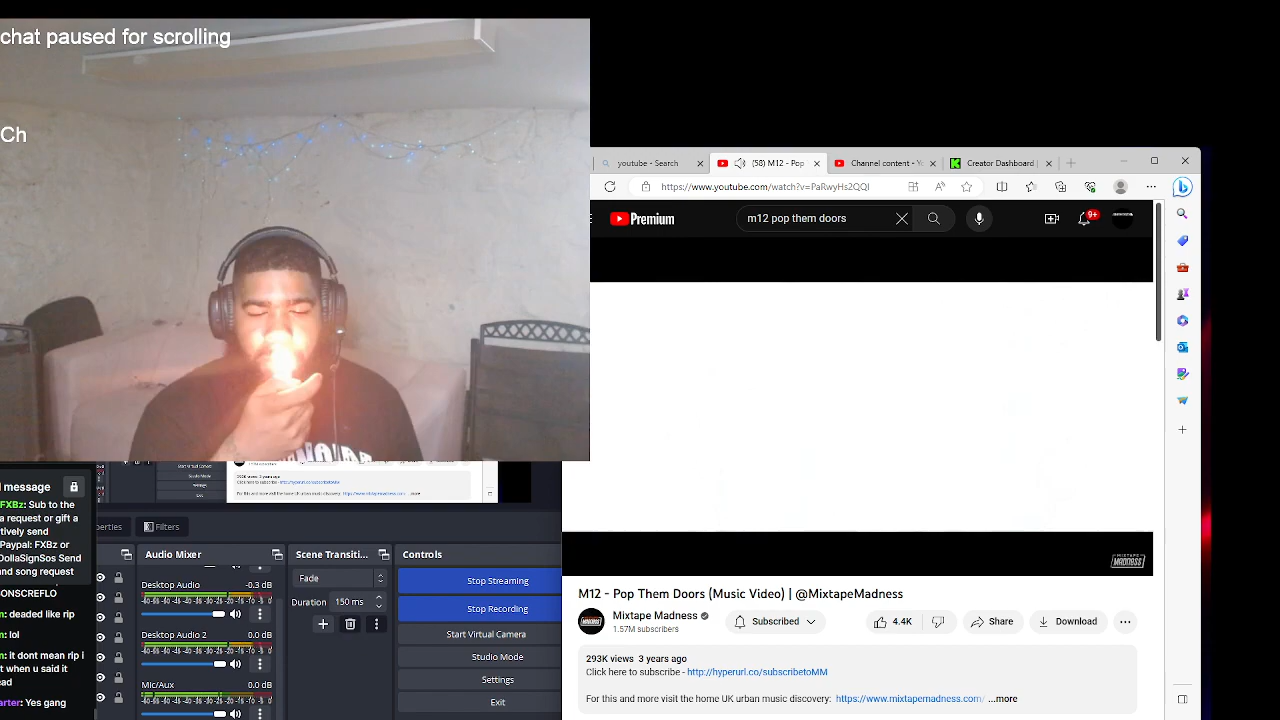 chat paused for scrolling
Ch
youtube - Search
(58) M12 - Pop
Channel content - Yo
Creator Dashboard |
https://www.youtube.com/watch?v=PaRwyHs2QQI
Premium
m12 pop them doors
9+
MIXTAPE
MADNESS
M12 - Pop Them Doors (Music Video) | @MixtapeMadness
Mixtape Madness
1.57M subscribers
Subscribed
4.4K
Share
Download
293K views 3 years ago
Click here to subscribe - http://hyperurl.co/subscribetoMM
For this and more visit the home UK urban music discovery: https://www.mixtapemadness.com/ ...more
message
FXBz: Sub to the
a request or gift a
tively send
Paypal: FXBz or
DollaSignSos Send
and song request
ONSCREFLO
n: deaded like rip
n: lol
n: it dont mean rip i
t when u said it
ead
arter: Yes gang
perties
Filters
Audio Mixer
Desktop Audio
-0.3 dB
Desktop Audio 2
0.0 dB
Mic/Aux
0.0 dB
Scene Transiti...
Fade
Duration
150 ms
Controls
Stop Streaming
Stop Recording
Start Virtual Camera
Studio Mode
Settings
Exit